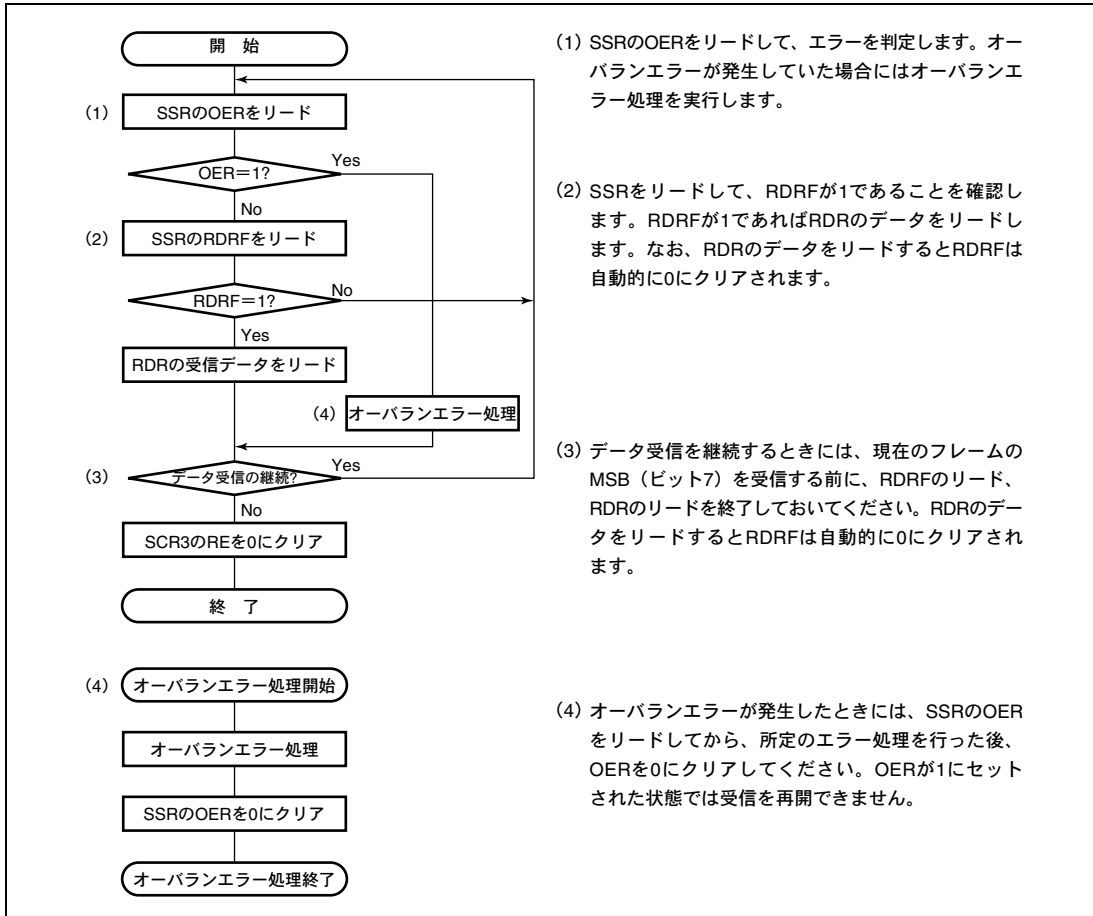 開 始
(1) SSRのOERをリード
OER＝1?
Yes
No
(2) SSRのRDRFをリード
RDRF＝1?
No
Yes
RDRの受信データをリード
(4) オーバランエラー処理
(3) データ受信の継続?
Yes
No
SCR3のREを0にクリア
終 了
(4) オーバランエラー処理開始
オーバランエラー処理
SSRのOERを0にクリア
オーバランエラー処理終了
(1) SSRのOERをリードして、エラーを判定します。オー
バランエラーが発生していた場合にはオーバランエ
ラー処理を実行します。
(2) SSRをリードして、RDRFが1であることを確認し
ます。RDRFが1であればRDRのデータをリードし
ます。なお、RDRのデータをリードするとRDRFは
自動的に0にクリアされます。
(3) データ受信を継続するときには、現在のフレームの
MSB（ビット7）を受信する前に、RDRFのリード、
RDRのリードを終了しておいてください。RDRのデー
タをリードするとRDRFは自動的に0にクリアされ
ます。
(4) オーバランエラーが発生したときには、SSRのOER
をリードしてから、所定のエラー処理を行った後、
OERを0にクリアしてください。OERが1にセット
された状態では受信を再開できません。